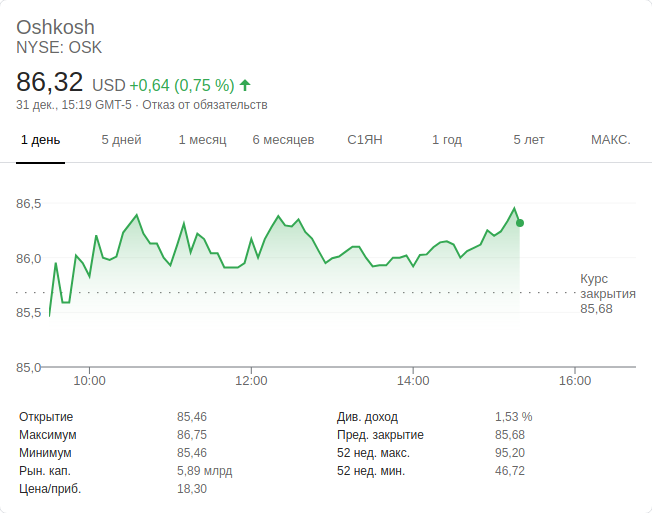 Oshkosh
NYSE: OSK
86,32 USD +0,64 (0,75 %)
31 дек., 15:19 GMT-5 · Отказ от обязательств
1 день 5 дней 1 месяц 6 месяцев С1ЯН 1 год 5 лет МАКС.
86,5
86,0
Курс
закрытия
85,68
85,5
85,0
10:00 12:00 14:00 16:00
Открытие 85,46 Див. доход 1,53 %
Максимум 86,75 Пред. закрытие 85,68
Минимум 85,46 52 нед. макс. 95,20
Рын. кап. 5,89 млрд 52 нед. мин. 46,72
Цена/приб. 18,30